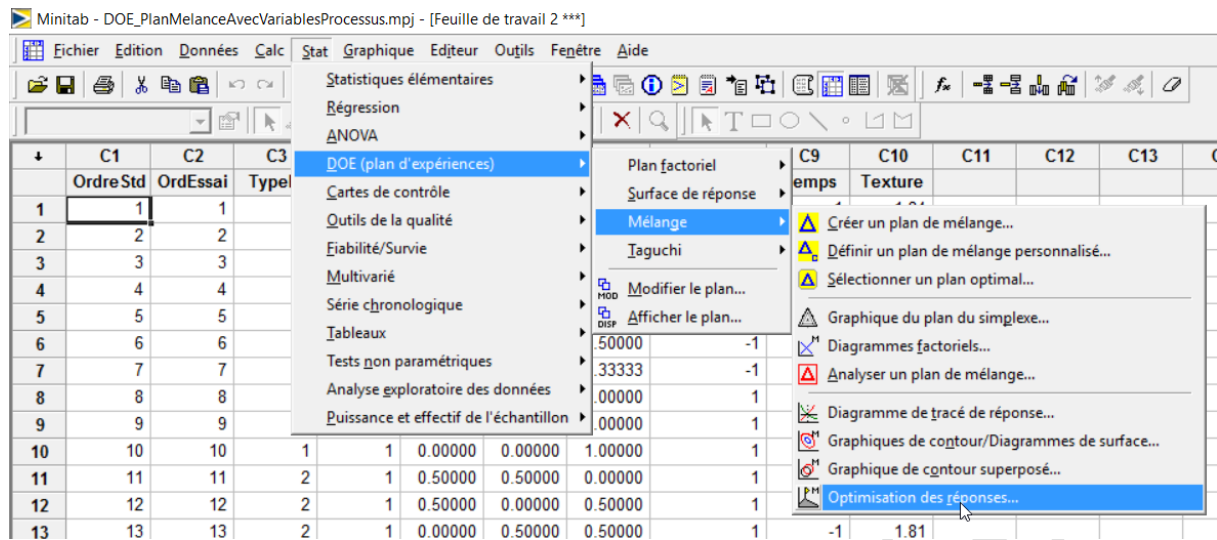 Minitab - DOE_PlanMelanceAvecVariablesProcessus.mpj - [Feuille de travail 2 ***]
Fichier Edition Données Calc Stat Graphique Editeur Outils Fenêtre Aide
Statistiques élémentaires
Régression
ANOVA
DOE (plan d'expériences)
Cartes de contrôle
Outils de la qualité
Fiabilité/Survie
Multivarié
Série chronologique
Tableaux
Tests non paramétriques
Analyse exploratoire des données
Puissance et effectif de l'échantillon
Plan factoriel
Surface de réponse
Mélange
Taguchi
Modifier le plan...
Afficher le plan...
Créer un plan de mélange...
Définir un plan de mélange personnalisé...
Sélectionner un plan optimal...
Graphique du plan du simplexe...
Diagrammes factoriels...
Analyser un plan de mélange...
Diagramme de tracé de réponse...
Graphiques de contour/Diagrammes de surface...
Graphique de contour superposé...
Optimisation des réponses...
C1 C2 C3 C9 C10 C11 C12 C13
OrdreStd OrdEssai Type emps Texture
1 1 1
2 2 2
3 3 3
4 4 4
5 5 5
6 6 6 .50000 -1
7 7 7 .33333 -1
8 8 8 .00000 1
9 9 9 .00000 1
10 10 10 1 1 0.00000 0.00000 1.00000 1
11 11 11 2 1 0.50000 0.50000 0.00000 1
12 12 12 2 1 0.50000 0.00000 0.50000 1
13 13 13 2 1 0.00000 0.50000 0.50000 1 -1 1.81